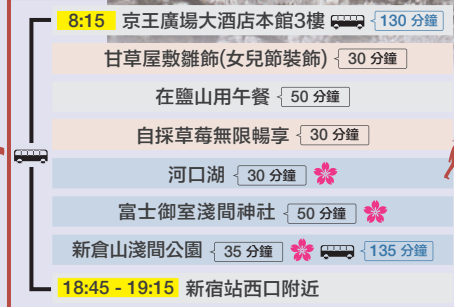 8:15 京王廣場大酒店本館3樓 130 分鐘
甘草屋敷雛飾(女兒節裝飾) 30 分鐘
在鹽山用午餐 50 分鐘
自採草莓無限暢享 30 分鐘
河口湖 30 分鐘
富士御室淺間神社 50 分鐘
新倉山淺間公園 35 分鐘 135 分鐘
18:45 - 19:15 新宿站西口附近